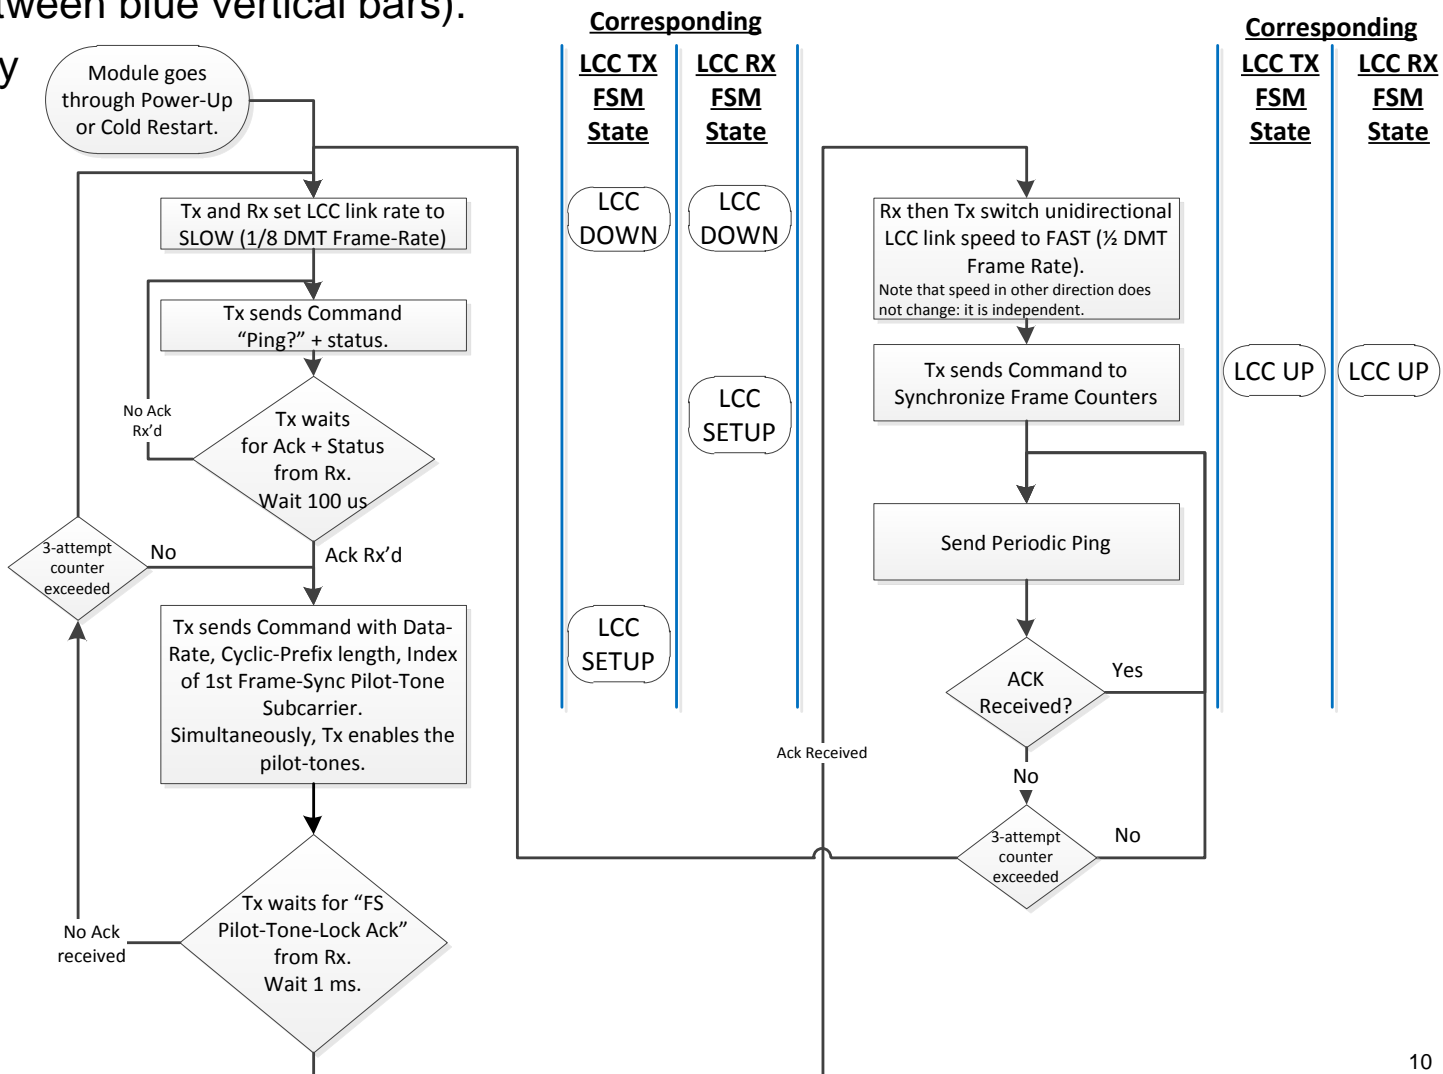 tween blue vertical bars).
y
Module goes
through Power-Up
or Cold Restart.
Tx and Rx set LCC link rate to
SLOW (1/8 DMT Frame-Rate)
Tx sends Command
“Ping?” + status.
No Ack
Rx’d
Tx waits
for Ack + Status
from Rx.
Wait 100 us
3-attempt
counter
exceeded
No
Ack Rx’d
Tx sends Command with Data-
Rate, Cyclic-Prefix length, Index
of 1st Frame-Sync Pilot-Tone
Subcarrier.
Simultaneously, Tx enables the
pilot-tones.
Tx waits for “FS
Pilot-Tone-Lock Ack”
from Rx.
Wait 1 ms.
No Ack
received
Corresponding
LCC TX
FSM
State
LCC RX
FSM
State
LCC
DOWN
LCC
DOWN
LCC
SETUP
LCC
SETUP
Ack Received
Rx then Tx switch unidirectional
LCC link speed to FAST (½ DMT
Frame Rate).
Note that speed in other direction does
not change: it is independent.
Tx sends Command to
Synchronize Frame Counters
Send Periodic Ping
ACK
Received?
Yes
No
3-attempt
counter
exceeded
No
Corresponding
LCC TX
FSM
State
LCC RX
FSM
State
LCC UP
LCC UP
10